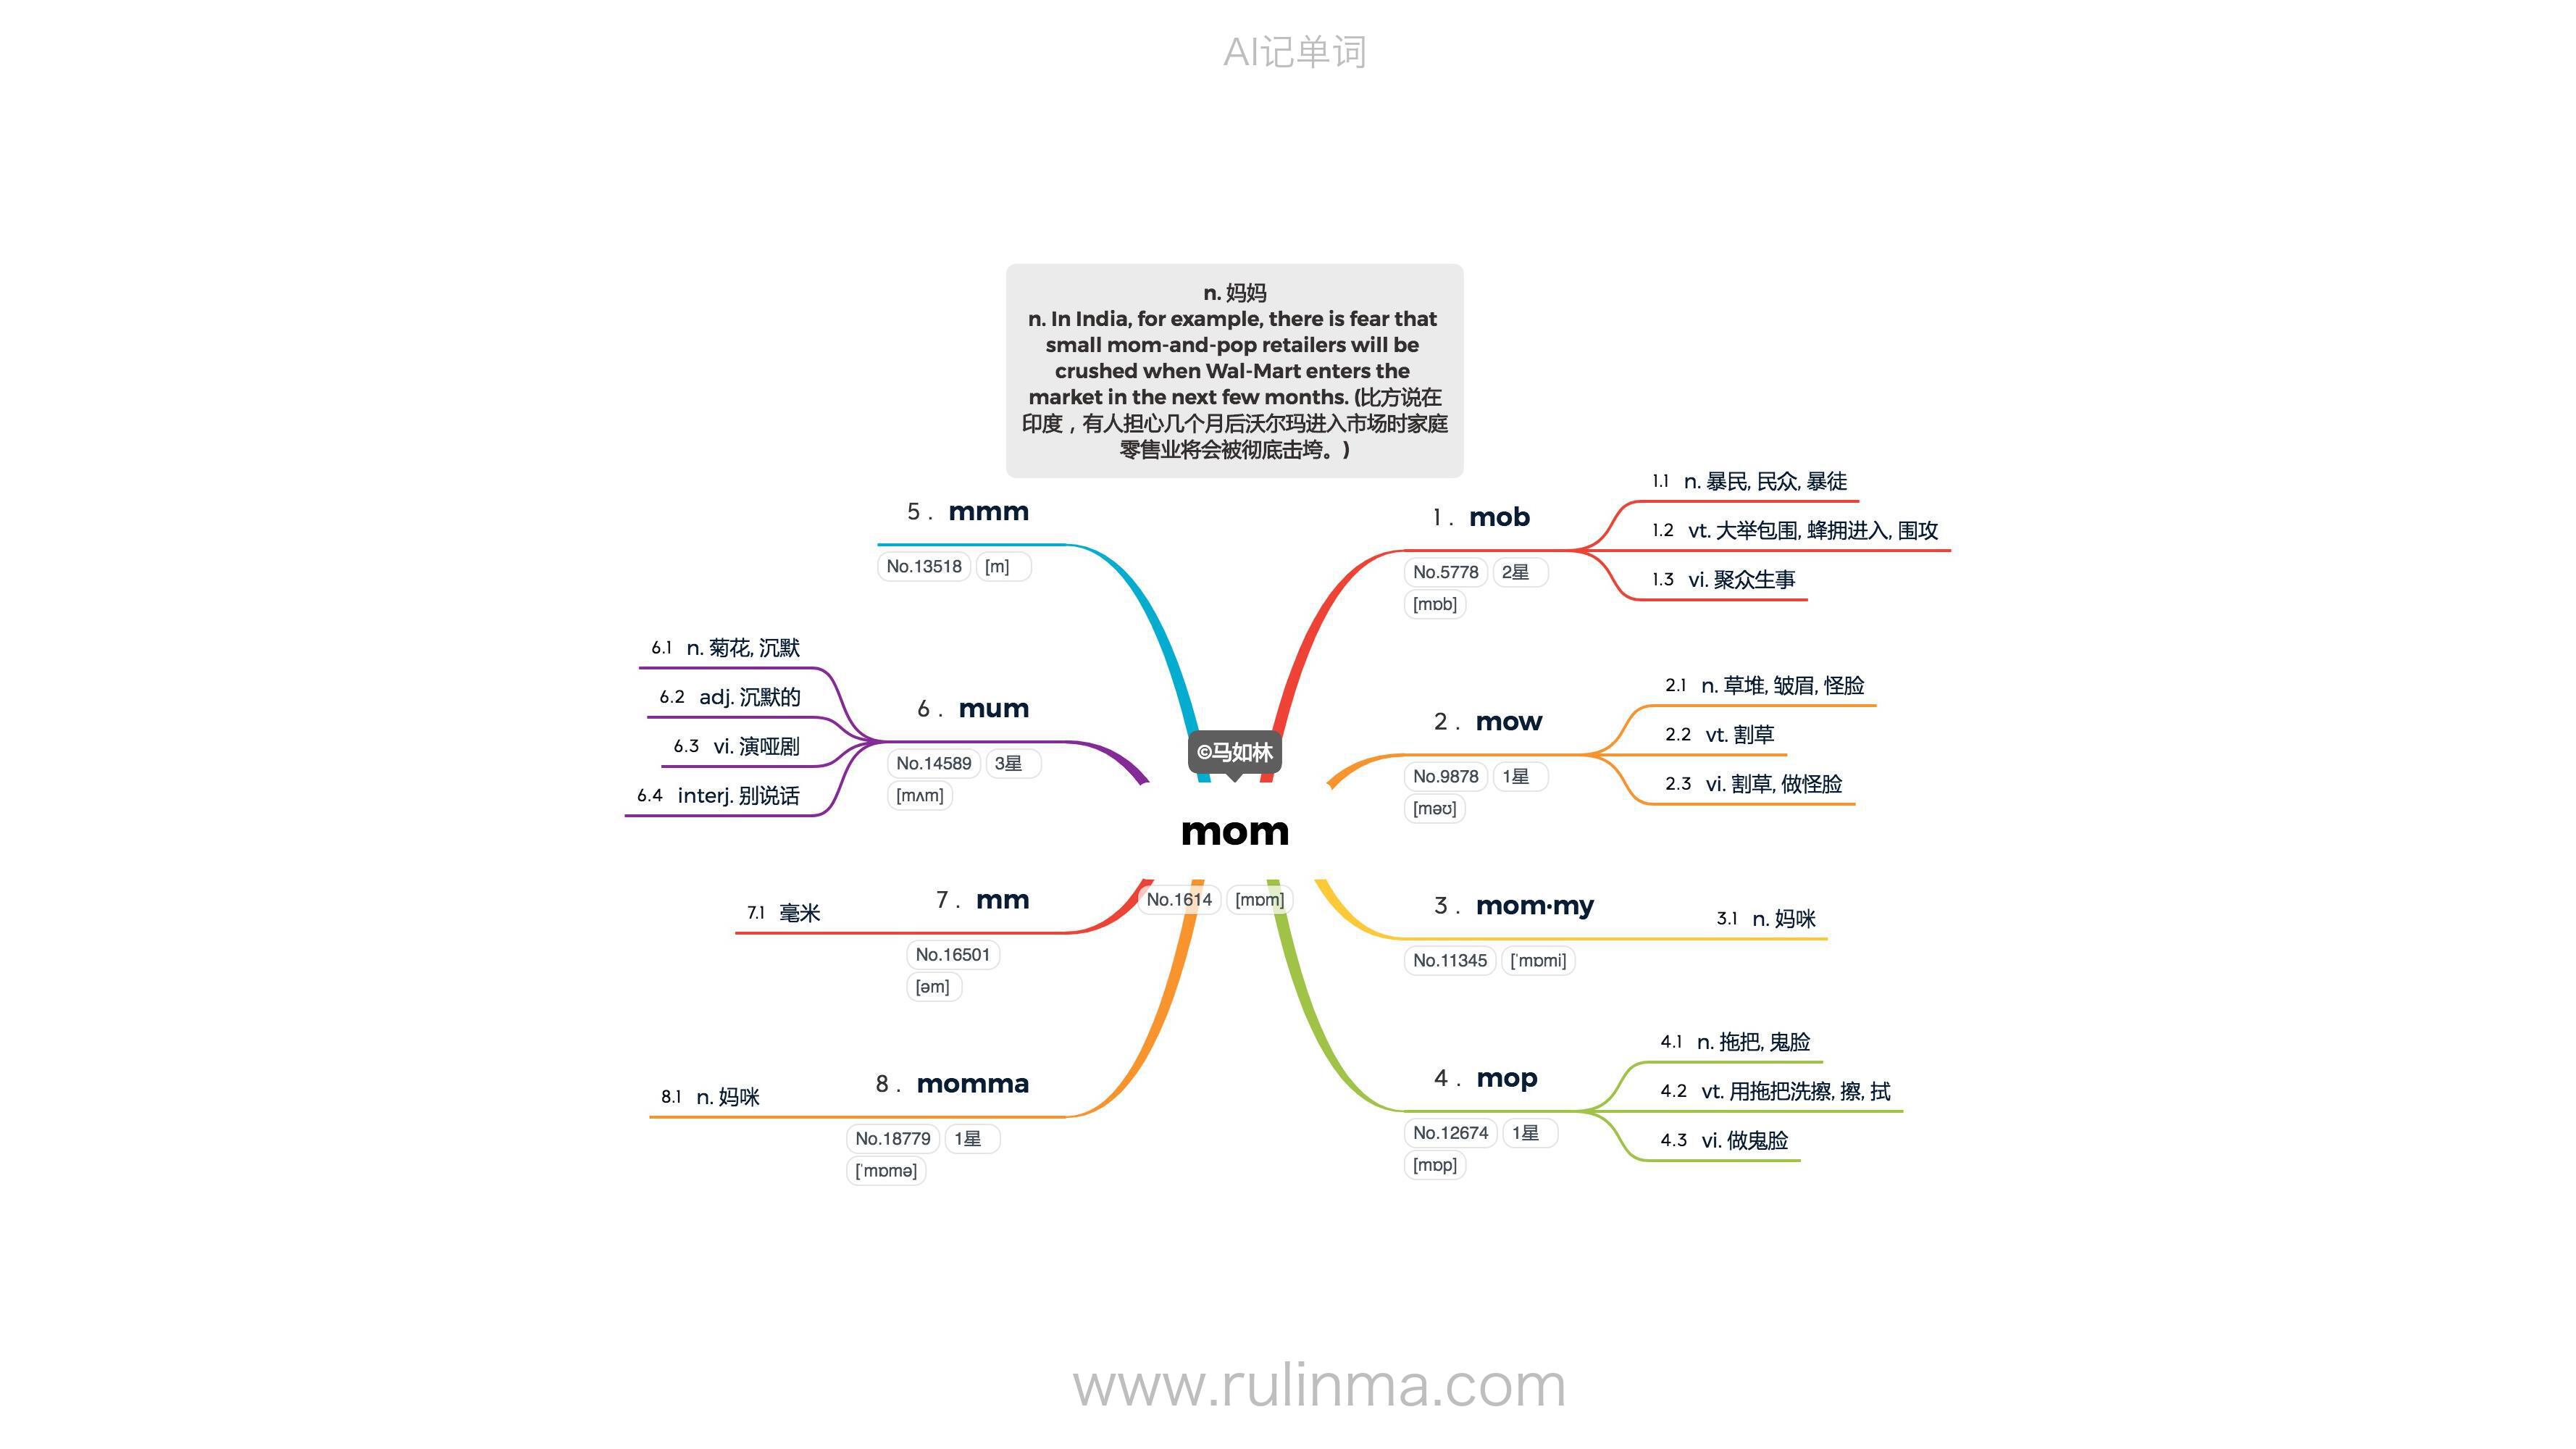 AI记单词
n. 妈妈
n. In India, for example, there is fear that
small mom-and-pop retailers will be
crushed when Wal-Mart enters the
market in the next few months. (比方说在
印度，有人担心几个月后沃尔玛进入市场时家庭
零售业将会被彻底击垮。)
©马如林
mom
No.1614 [mɒm]
1. mob
No.5778 2星
[mɒb]
1.1 n. 暴民, 民众, 暴徒
1.2 vt. 大举包围, 蜂拥进入, 围攻
1.3 vi. 聚众生事
2. mow
No.9878 1星
[məʊ]
2.1 n. 草堆, 皱眉, 怪脸
2.2 vt. 割草
2.3 vi. 割草, 做怪脸
3. mom·my
No.11345 [ˈmɒmi]
3.1 n. 妈咪
4. mop
No.12674 1星
[mɒp]
4.1 n. 拖把, 鬼脸
4.2 vt. 用拖把洗擦, 擦, 拭
4.3 vi. 做鬼脸
5. mmm
No.13518 [m]
6. mum
No.14589 3星
[mʌm]
6.1 n. 菊花, 沉默
6.2 adj. 沉默的
6.3 vi. 演哑剧
6.4 interj. 别说话
7. mm
No.16501
[əm]
7.1 毫米
8. momma
No.18779 1星
[ˈmɒmə]
8.1 n. 妈咪
www.rulinma.com